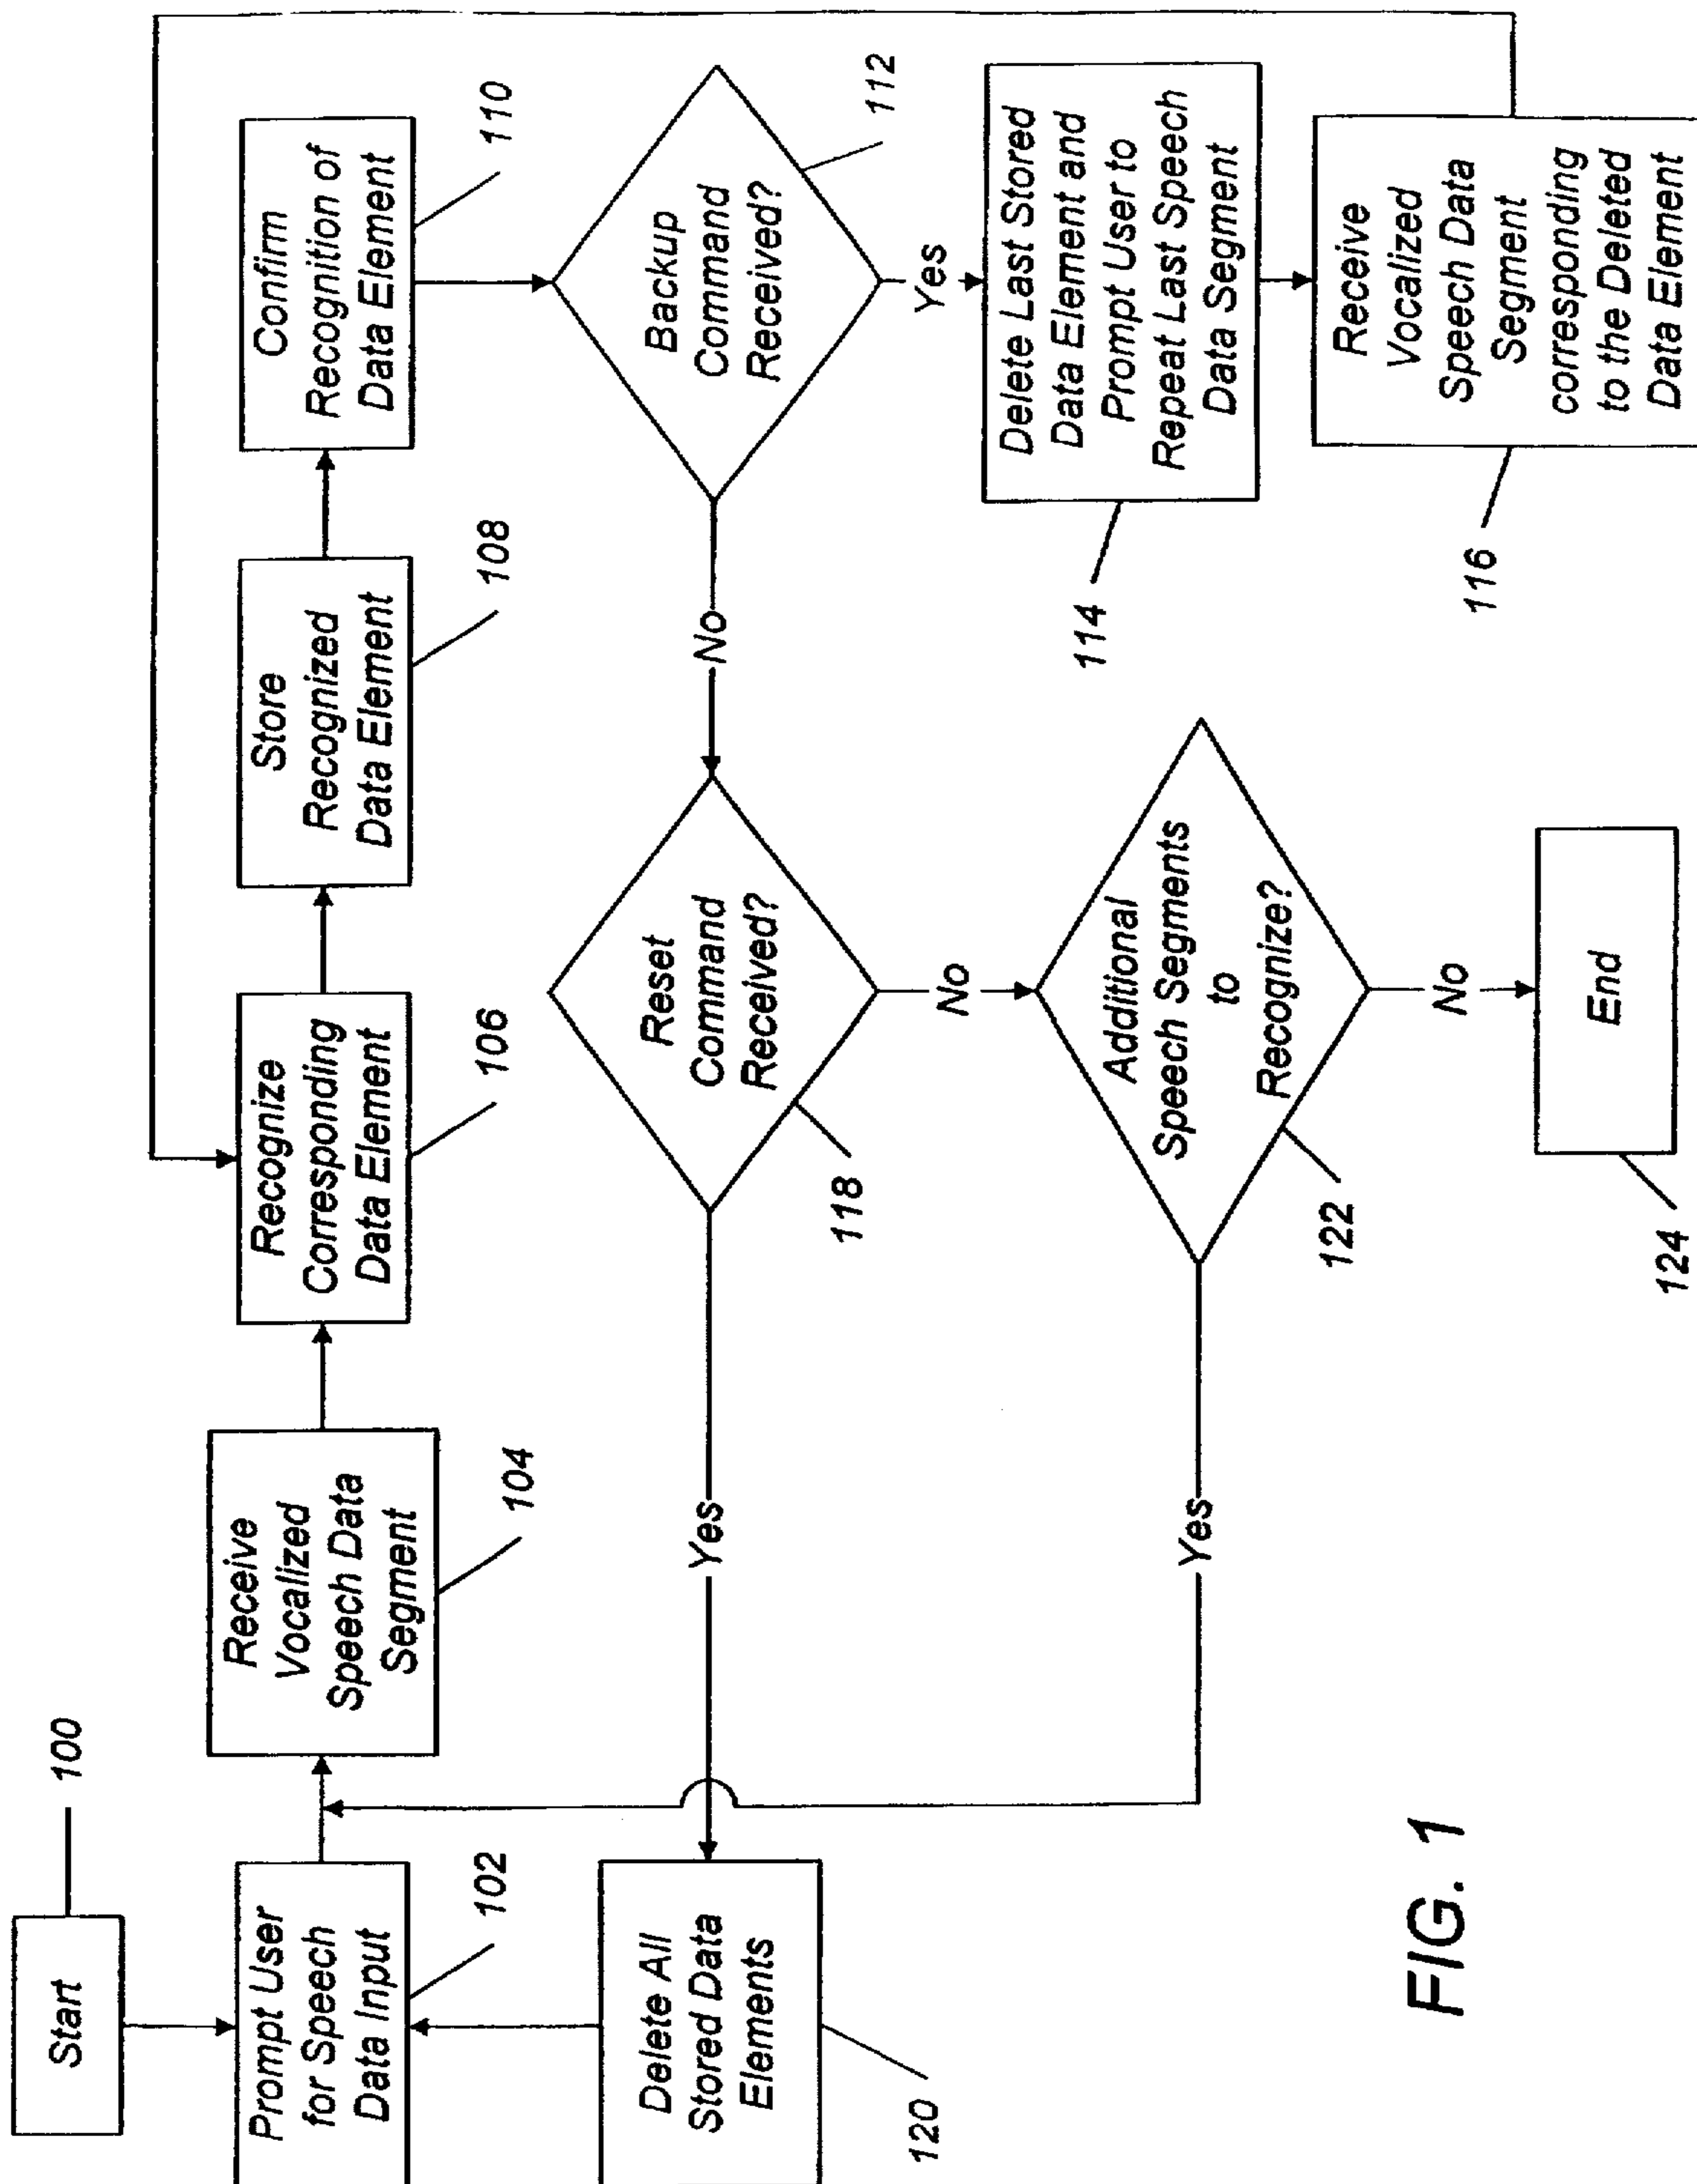 Start
100
Prompt User
for Speech
Data Input
102
Receive
Vocalized
Speech Data
Segment
104
Recognize
Corresponding
Data Element
106
Store
Recognized
Data Element
108
Confirm
Recognition of
Data Element
110
Backup
Command
Received?
112
Yes
No
Delete Last Stored
Data Element and
Prompt User to
Repeat Last Speech
Data Segment
114
Receive
Vocalized
Speech Data
Segment
corresponding
to the Deleted
Data Element
116
Reset
Command
Received?
118
Yes
No
Delete All
Stored Data
Elements
120
Additional
Speech Segments
to
Recognize?
122
Yes
No
End
124
FIG. 1